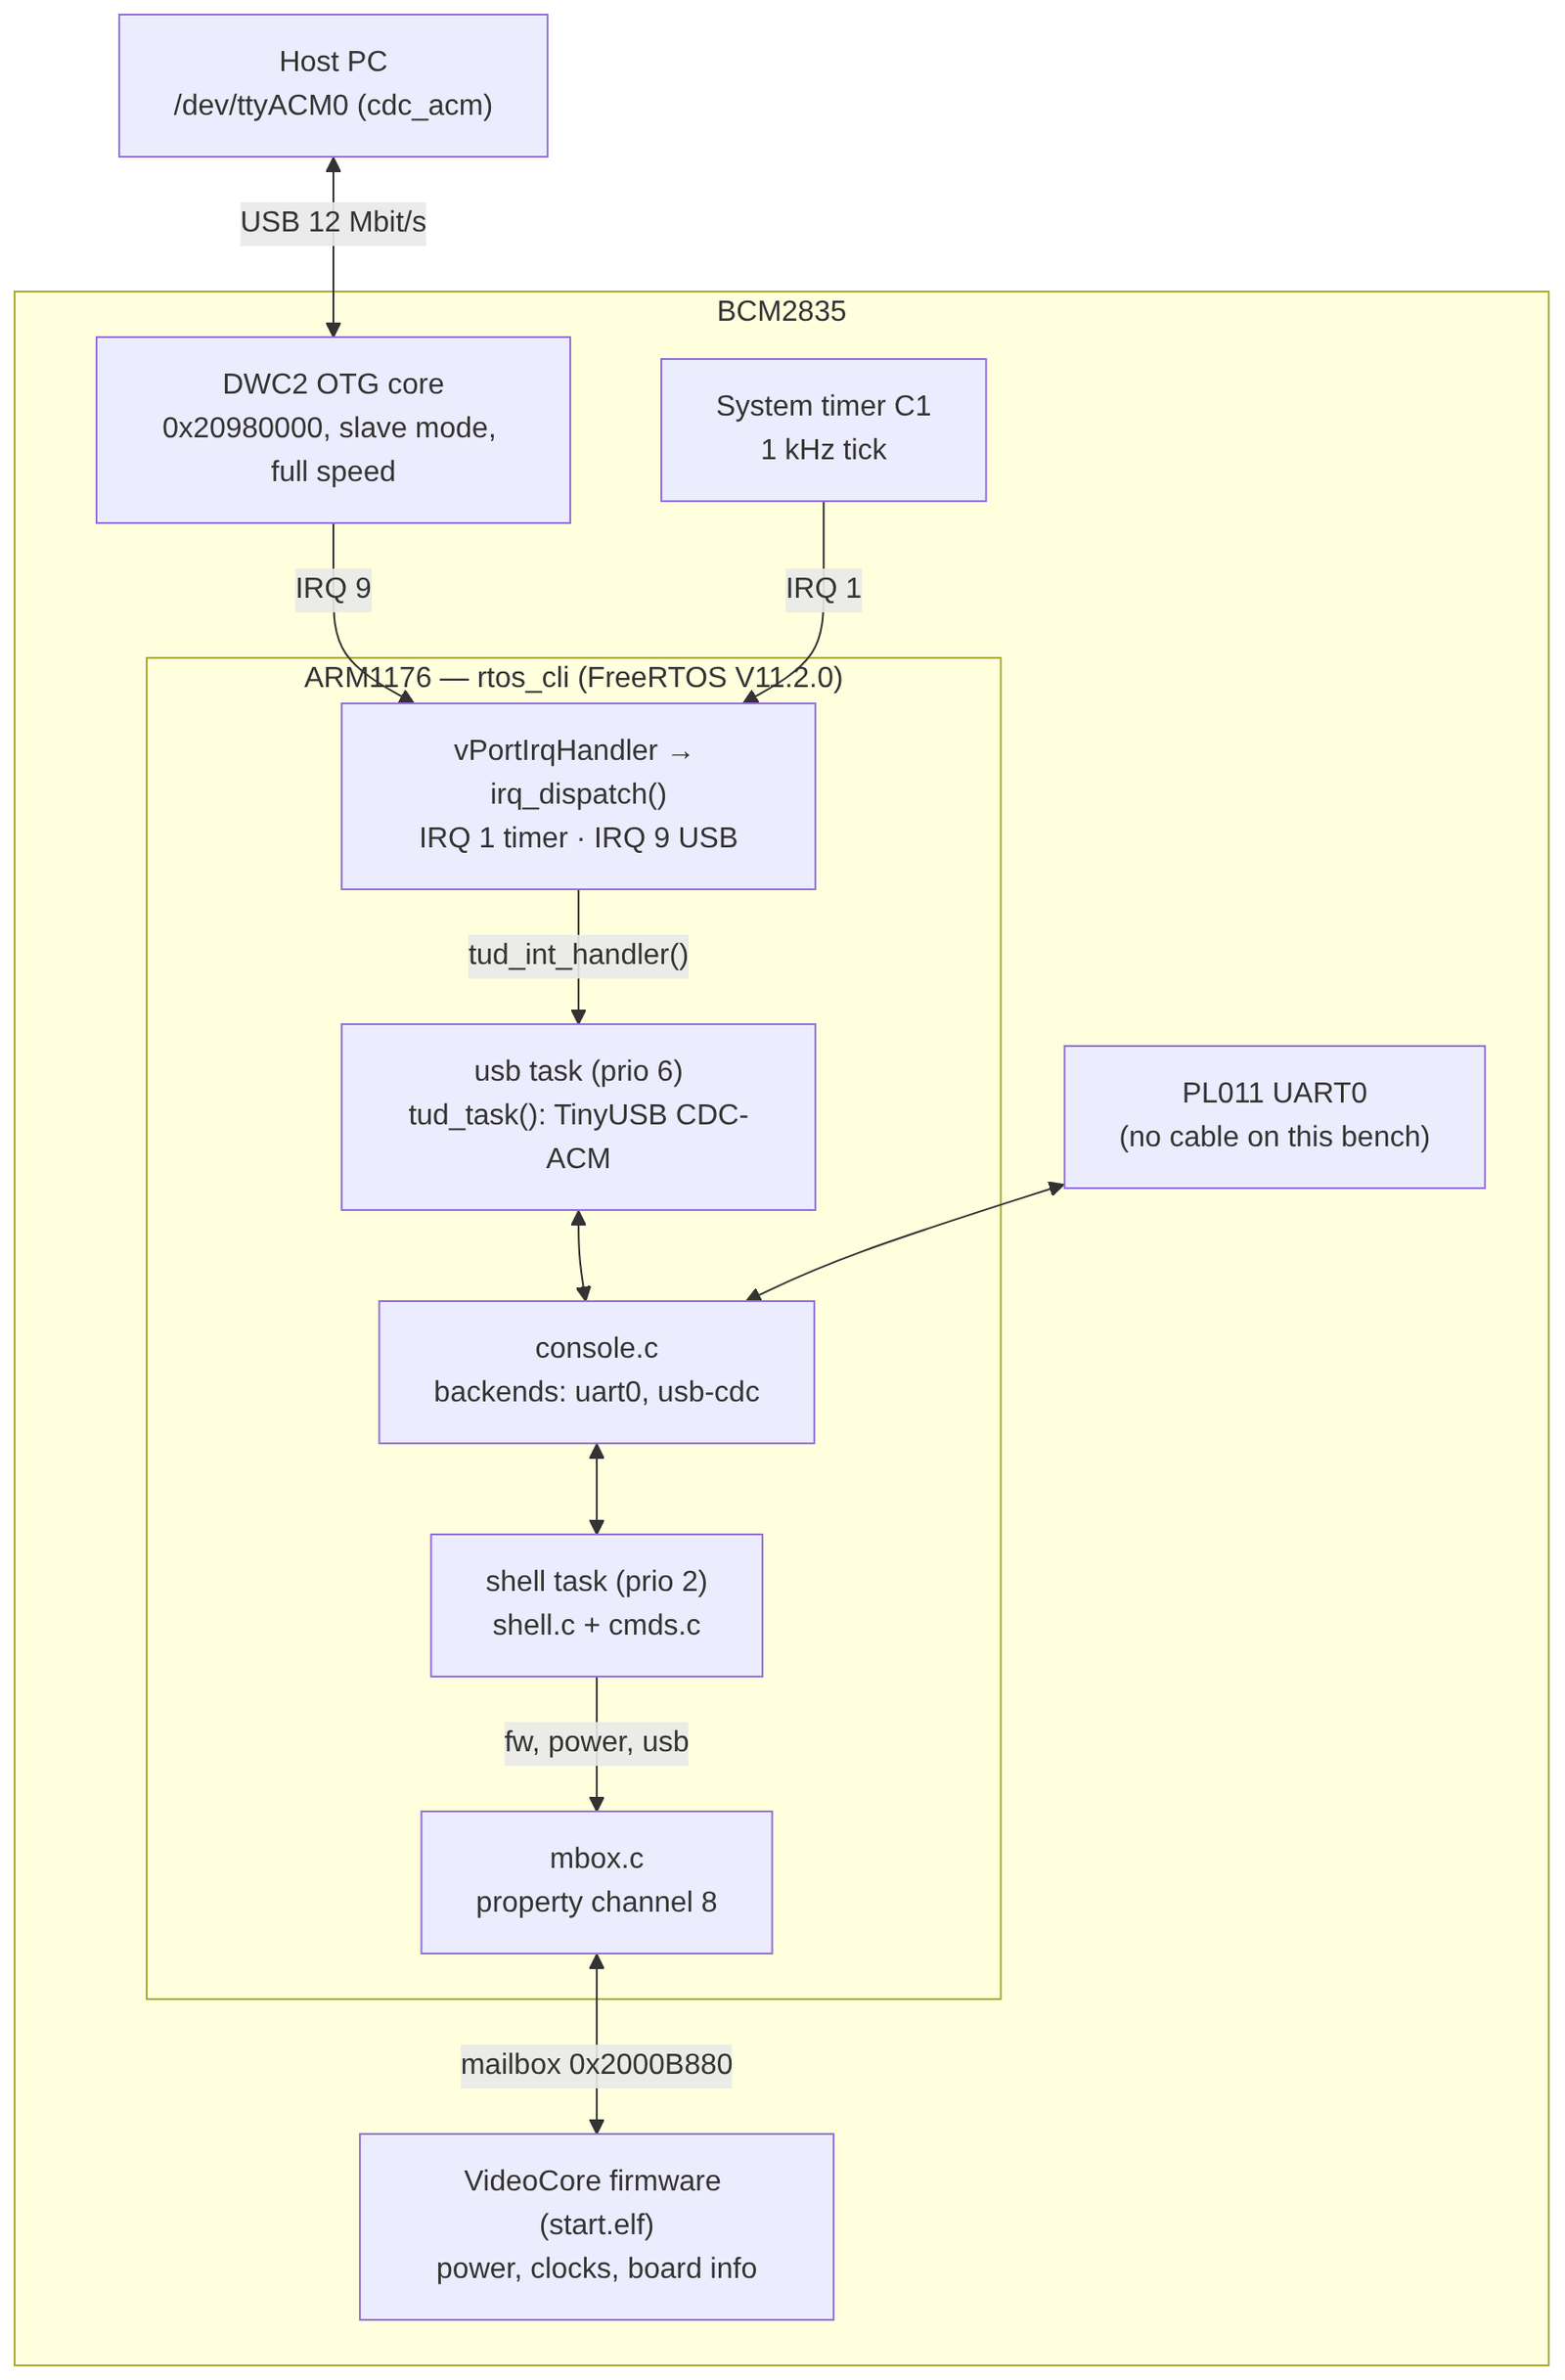 Host PC
/dev/ttyACM0 (cdc_acm)
USB 12 Mbit/s
BCM2835
DWC2 OTG core
0x20980000, slave mode,
full speed
System timer C1
1 kHz tick
IRQ 9
IRQ 1
ARM1176 — rtos_cli (FreeRTOS V11.2.0)
vPortIrqHandler →
irq_dispatch()
IRQ 1 timer · IRQ 9 USB
tud_int_handler()
usb task (prio 6)
tud_task(): TinyUSB CDC-
ACM
PL011 UART0
(no cable on this bench)
console.c
backends: uart0, usb-cdc
shell task (prio 2)
shell.c + cmds.c
fw, power, usb
mbox.c
property channel 8
mailbox 0x2000B880
VideoCore firmware
(start.elf)
power, clocks, board info